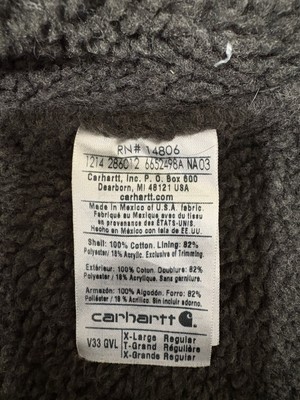 RN# 14806
T214 286012 6652498A NA03
Carhartt, Inc. P. O. Box 600
Dearborn, MI 48121 USA
carhartt.com
Made in Mexico of U.S.A. fabric.
Fabriqué au Mexique avec du tissu
en provenance des ÉTATS-UNIS.
Hecho en México con tela de EE. UU
Shell: 100% Cotton. Lining: 82%
Polyester/ 18% Acrylic. Exclusive of Trimming.
Extérieur: 100% Coton. Doublure: 82%
Polyester/ 18% Acrylique. Sans Garnitures.
Armazón: 100% Algodón. Forro: 82%
Poliéster / 18 % Acrílico. Sin incluir adorno.
carhartt
V33 QVL
X-Large Regular
T-Grand Régulière
X-Grande Regular